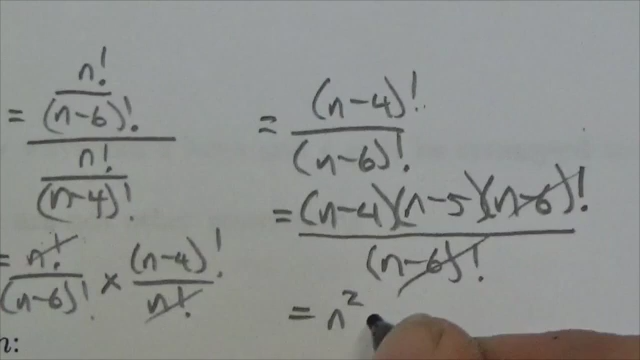 = n!/(n-6)! / n!/(n-4)!
= n!/(n-6)! × (n-4)!/n!
n:
= (n-4)!/(n-6)!
= (n-4)(n-5)(n-6)!/(n-6)!
= n²